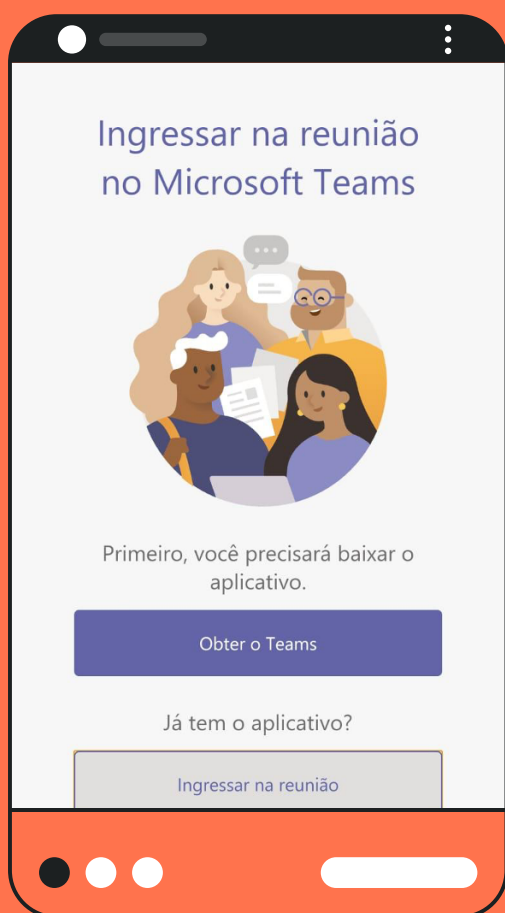 Ingressar na reunião
no Microsoft Teams
Primeiro, você precisará baixar o
aplicativo.
Obter o Teams
Já tem o aplicativo?
Ingressar na reunião